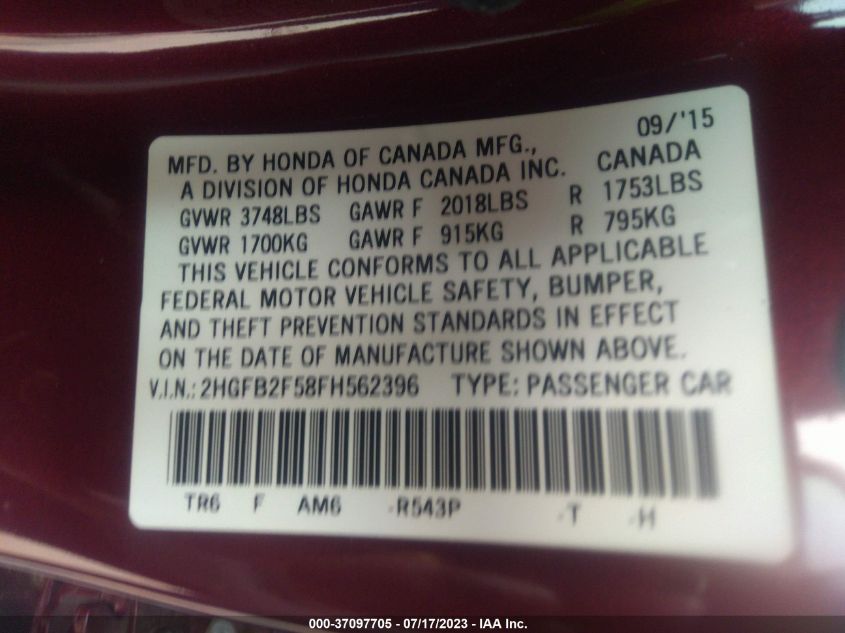 09/'15
MFD. BY HONDA OF CANADA MFG.,
A DIVISION OF HONDA CANADA INC. CANADA
GVWR 3748LBS GAWR F 2018LBS R 1753LBS
GVWR 1700KG GAWR F 915KG R 795KG
THIS VEHICLE CONFORMS TO ALL APPLICABLE
FEDERAL MOTOR VEHICLE SAFETY, BUMPER,
AND THEFT PREVENTION STANDARDS IN EFFECT
ON THE DATE OF MANUFACTURE SHOWN ABOVE.
V.I.N.: 2HGFB2F58FH562396 TYPE: PASSENGER CAR
TR6 F AM6 -R543P -T -H
000-37097705 - 07/17/2023 - IAA Inc.